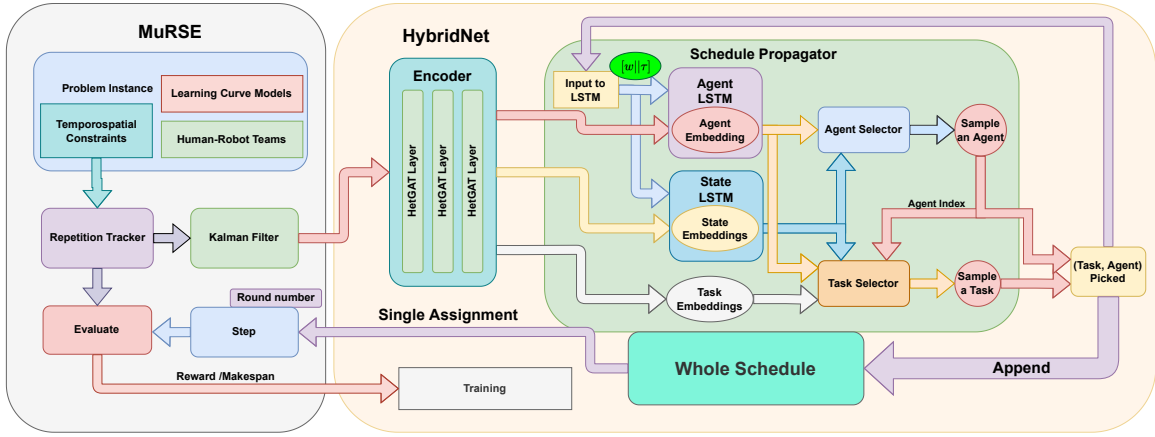 MuRSE
Problem Instance
Learning Curve Models
Temporospatial
Constraints
Human-Robot Teams
Repetition Tracker
Kalman Filter
Round number
Evaluate
Step
Reward /Makespan
HybridNet
Encoder
HetGAT Layer
HetGAT Layer
HetGAT Layer
Single Assignment
Training
Schedule Propagator
Input to
LSTM
[w||τ]
Agent
LSTM
Agent
Embedding
State
LSTM
State
Embeddings
Task
Embeddings
Agent Selector
Sample
an Agent
Agent Index
Task Selector
Sample
a Task
(Task, Agent)
Picked
Whole Schedule
Append